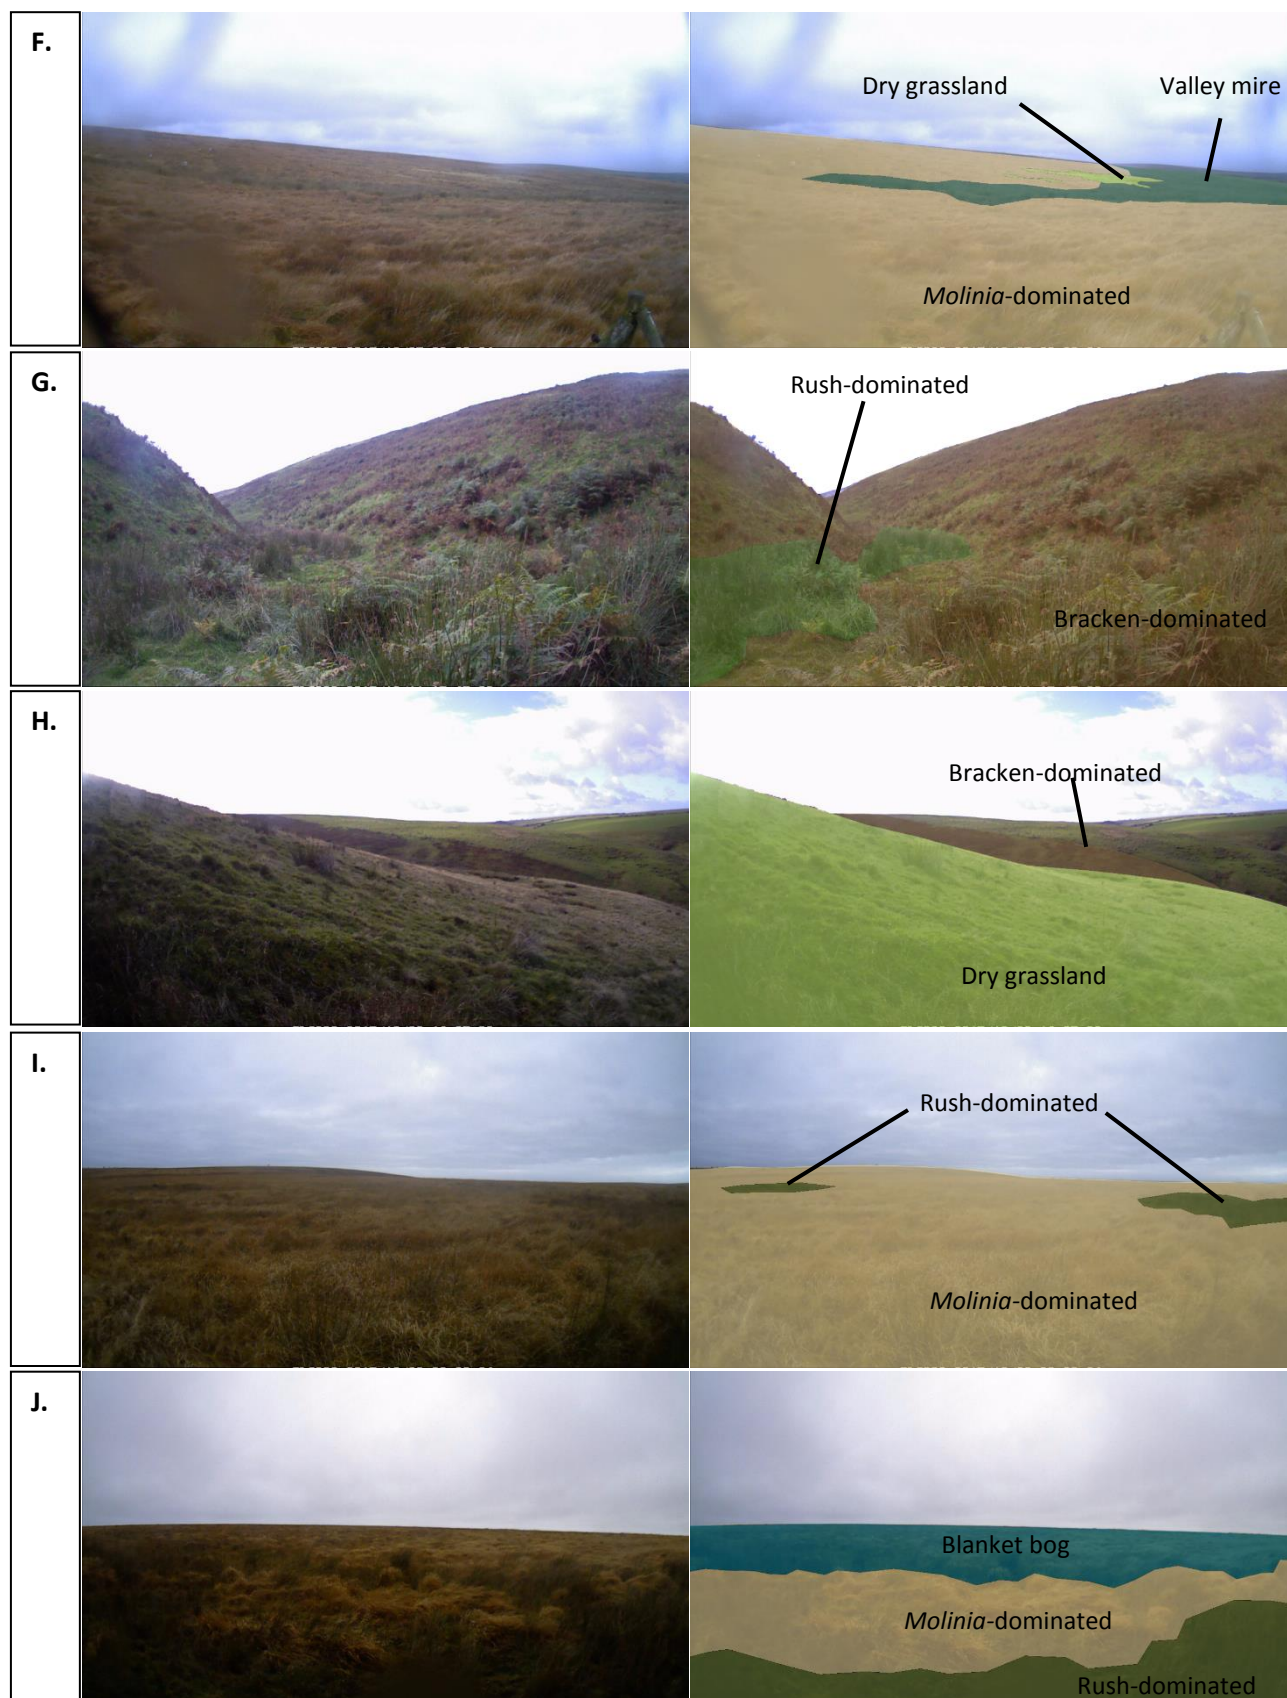 F.
Dry grassland
Valley mire
Molinia-dominated
G.
Rush-dominated
Bracken-dominated
H.
Bracken-dominated
Dry grassland
I.
Rush-dominated
Molinia-dominated
J.
Blanket bog
Molinia-dominated
Rush-dominated